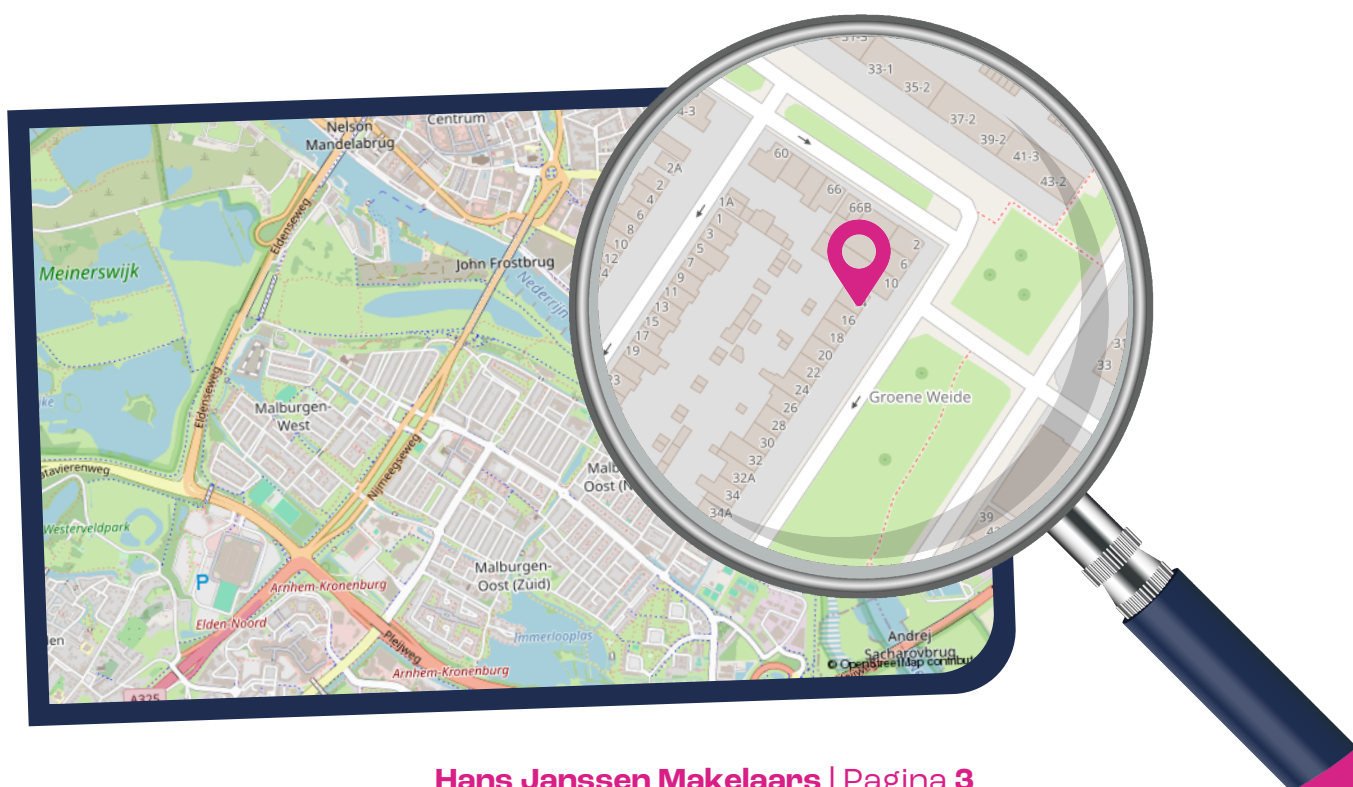 Nelson
Mandelabrug
Centrum
Eldenseweg
Meinerswijk
John Frostbrug
Nederrijn
Eldenseweg
Malburgen-
West
Nijmeegseweg
Westerveldpark
P
Malburgen-
Oost (Zuid)
Arnhem-Kronenburg
Elden-Noord
Immerlooplas
Pleijweg
Arnhem-Kronenburg
A325
Andrej
Sacharovbrug
33-1
35-2
37-2
39-2
41-3
43-2
60
66
66B
2A
2
4
6
8
10
12
1A
1
3
5
7
9
11
13
15
17
19
2
6
10
16
18
20
22
24
26
28
30
32
32A
34
34A
Groene Weide
33
39
Hans Janssen Makelaars | Pagina 3